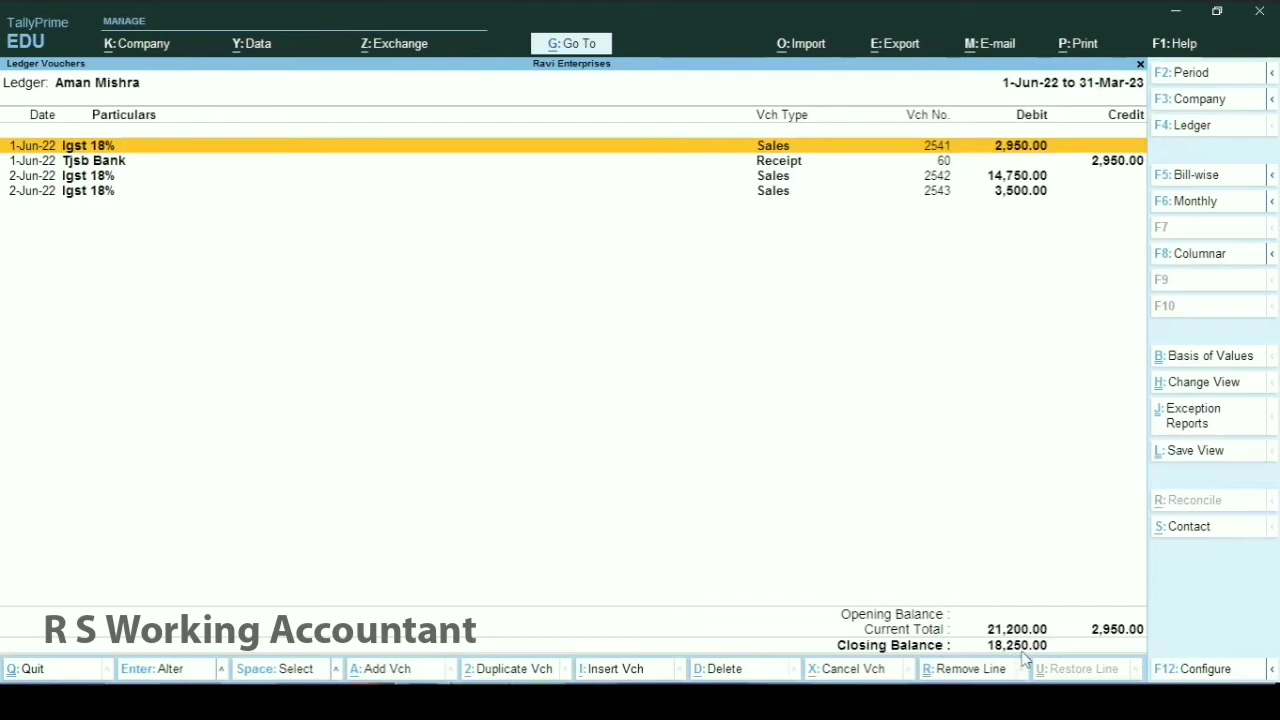 TallyPrime
EDU
MANAGE
K: Company Y: Data Z: Exchange G: Go To O: Import E: Export M: E-mail P: Print F1: Help
Ledger Vouchers Ravi Enterprises x
Ledger: Aman Mishra 1-Jun-22 to 31-Mar-23
Date Particulars Vch Type Vch No. Debit Credit
1-Jun-22 Igst 18% Sales 2541 2,950.00
1-Jun-22 Tjsb Bank Receipt 60 2,950.00
2-Jun-22 Igst 18% Sales 2542 14,750.00
2-Jun-22 Igst 18% Sales 2543 3,500.00
Opening Balance :
Current Total : 21,200.00 2,950.00
Closing Balance : 18,250.00
R S Working Accountant
Q: Quit Enter: Alter Space: Select A: Add Vch 2: Duplicate Vch I: Insert Vch D: Delete X: Cancel Vch R: Remove Line U: Restore Line
F2: Period
F3: Company
F4: Ledger
F5: Bill-wise
F6: Monthly
F7
F8: Columnar
F9
F10
B: Basis of Values
H: Change View
J: Exception
Reports
L: Save View
R: Reconcile
S: Contact
F12: Configure